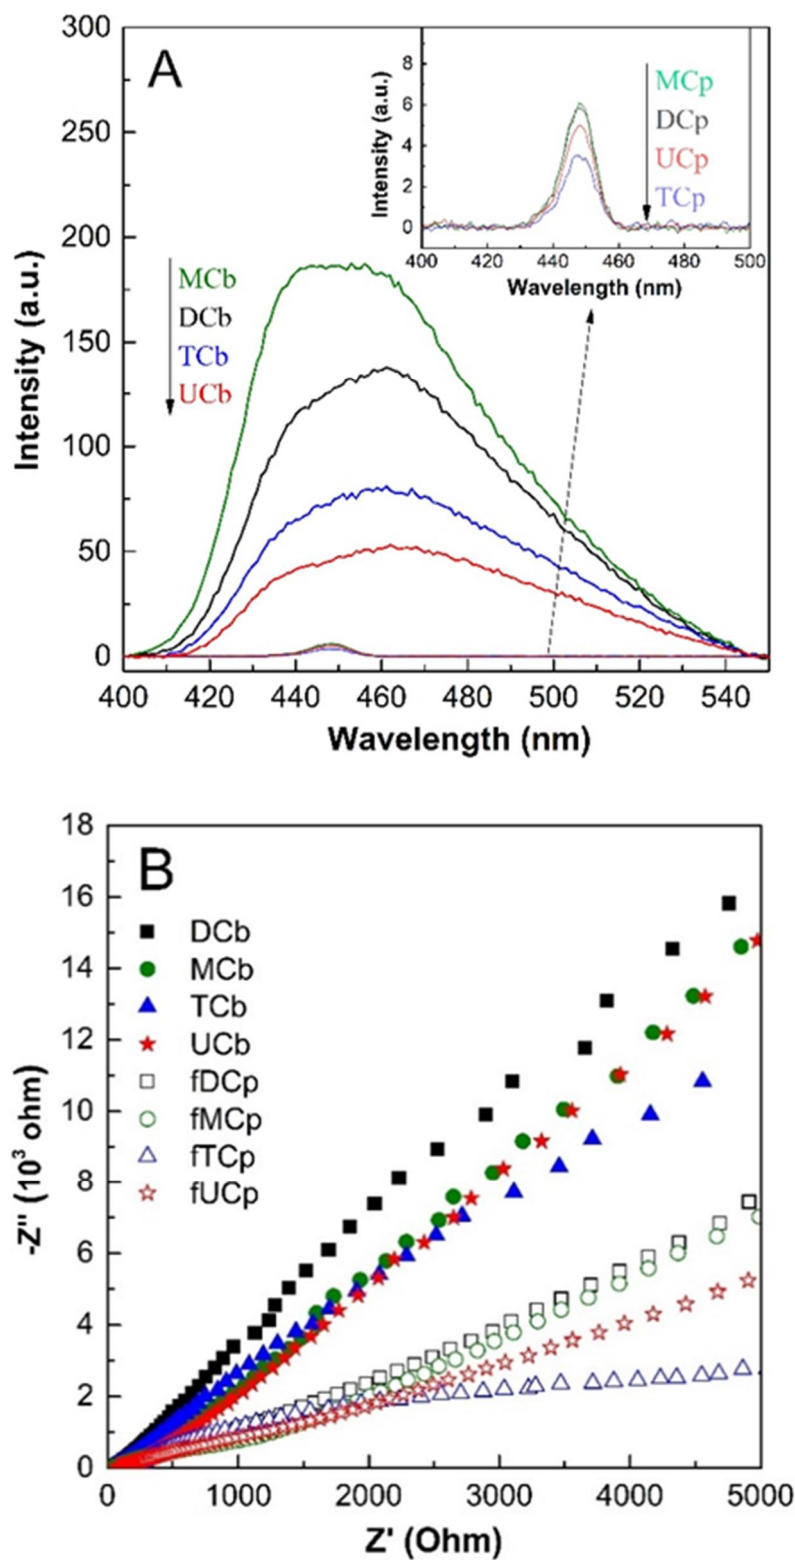 A
300
250
200
150
100
50
0
Intensity (a.u.)
MCb
DCb
TCb
UCb
400 420 440 460 480 500 520 540
Wavelength (nm)
8
6
4
2
0
Intensity (a.u.)
MCp
DCp
UCp
TCp
400 420 440 460 480 500
Wavelength (nm)
B
18
16
14
12
10
8
6
4
2
0
-Z'' (10³ ohm)
DCb
MCb
TCb
UCb
fDCp
fMCp
fTCp
fUCp
0 1000 2000 3000 4000 5000
Z' (Ohm)